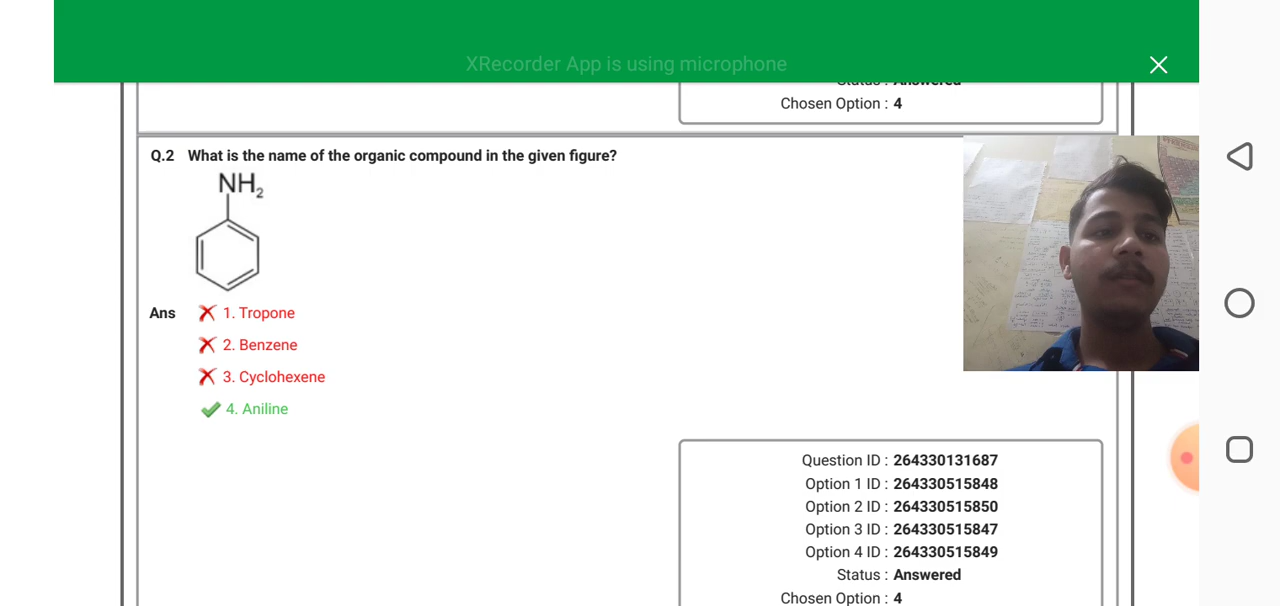 XRecorder App is using microphone
Status : Answered
Chosen Option : 4
Q.2 What is the name of the organic compound in the given figure?
NH2
Ans 1. Tropone
2. Benzene
3. Cyclohexene
4. Aniline
Question ID : 264330131687
Option 1 ID : 264330515848
Option 2 ID : 264330515850
Option 3 ID : 264330515847
Option 4 ID : 264330515849
Status : Answered
Chosen Option : 4